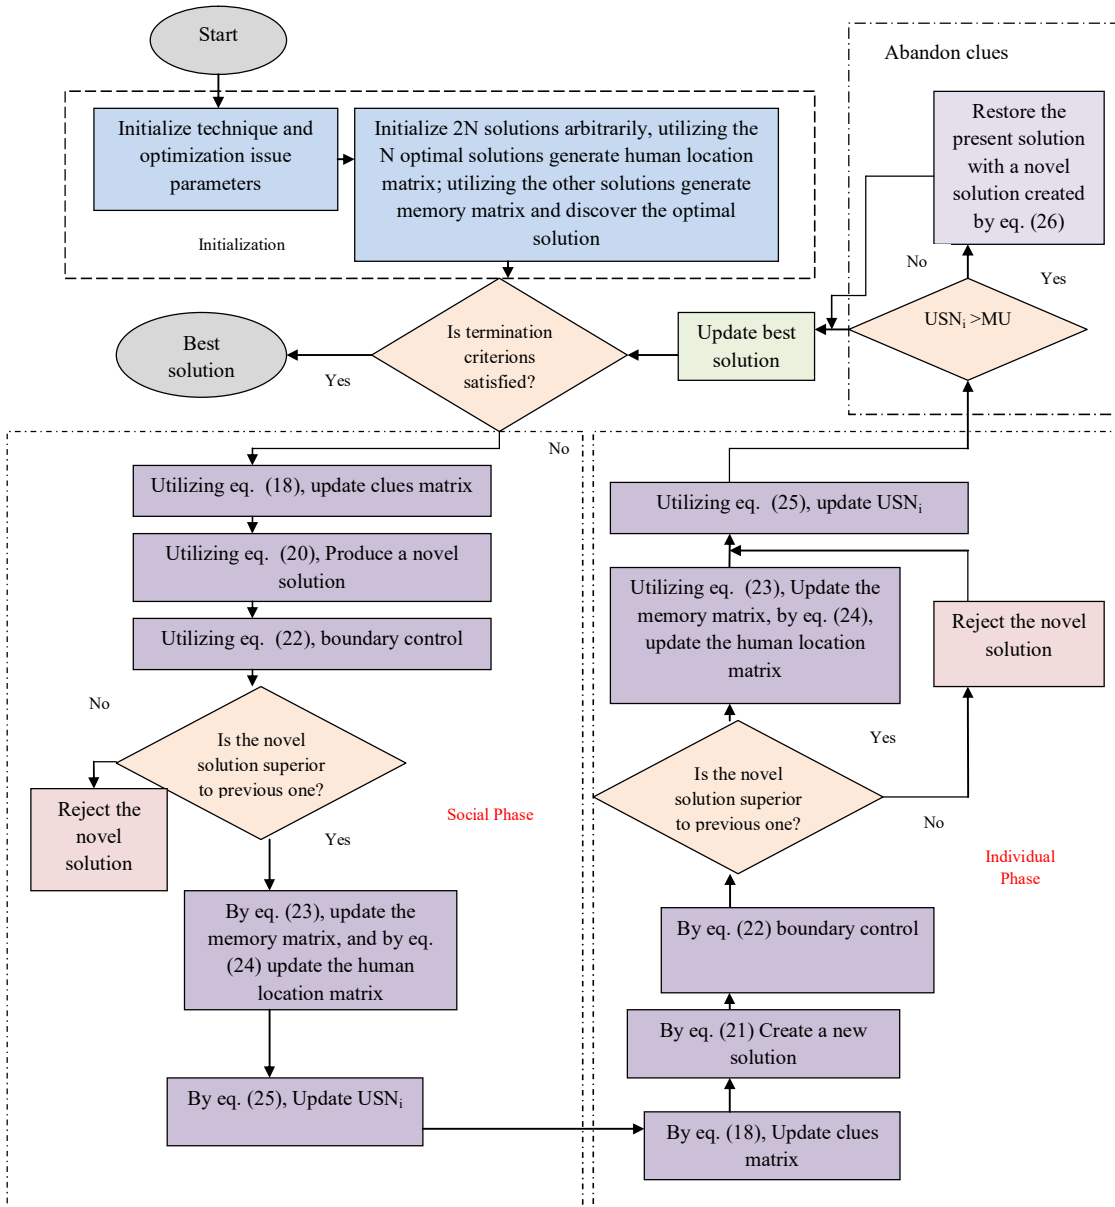 Start
Initialize technique and
optimization issue
parameters
Initialize 2N solutions arbitrarily, utilizing the
N optimal solutions generate human location
matrix; utilizing the other solutions generate
memory matrix and discover the optimal
solution
Initialization
Abandon clues
Restore the
present solution
with a novel
solution created
by eq. (26)
No
Yes
USNi >MU
Update best
solution
Is termination
criterions
satisfied?
Yes
Best
solution
No
Utilizing eq. (18), update clues matrix
Utilizing eq. (20), Produce a novel
solution
Utilizing eq. (22), boundary control
No
Is the novel
solution superior
to previous one?
Reject the
novel
solution
Yes
Social Phase
By eq. (23), update the
memory matrix, and by eq.
(24) update the human
location matrix
By eq. (25), Update USNi
Utilizing eq. (25), update USNi
Utilizing eq. (23), Update the
memory matrix, by eq. (24),
update the human location
matrix
Reject the novel
solution
Yes
Is the novel
solution superior
to previous one?
No
Individual
Phase
By eq. (22) boundary control
By eq. (21) Create a new
solution
By eq. (18), Update clues
matrix